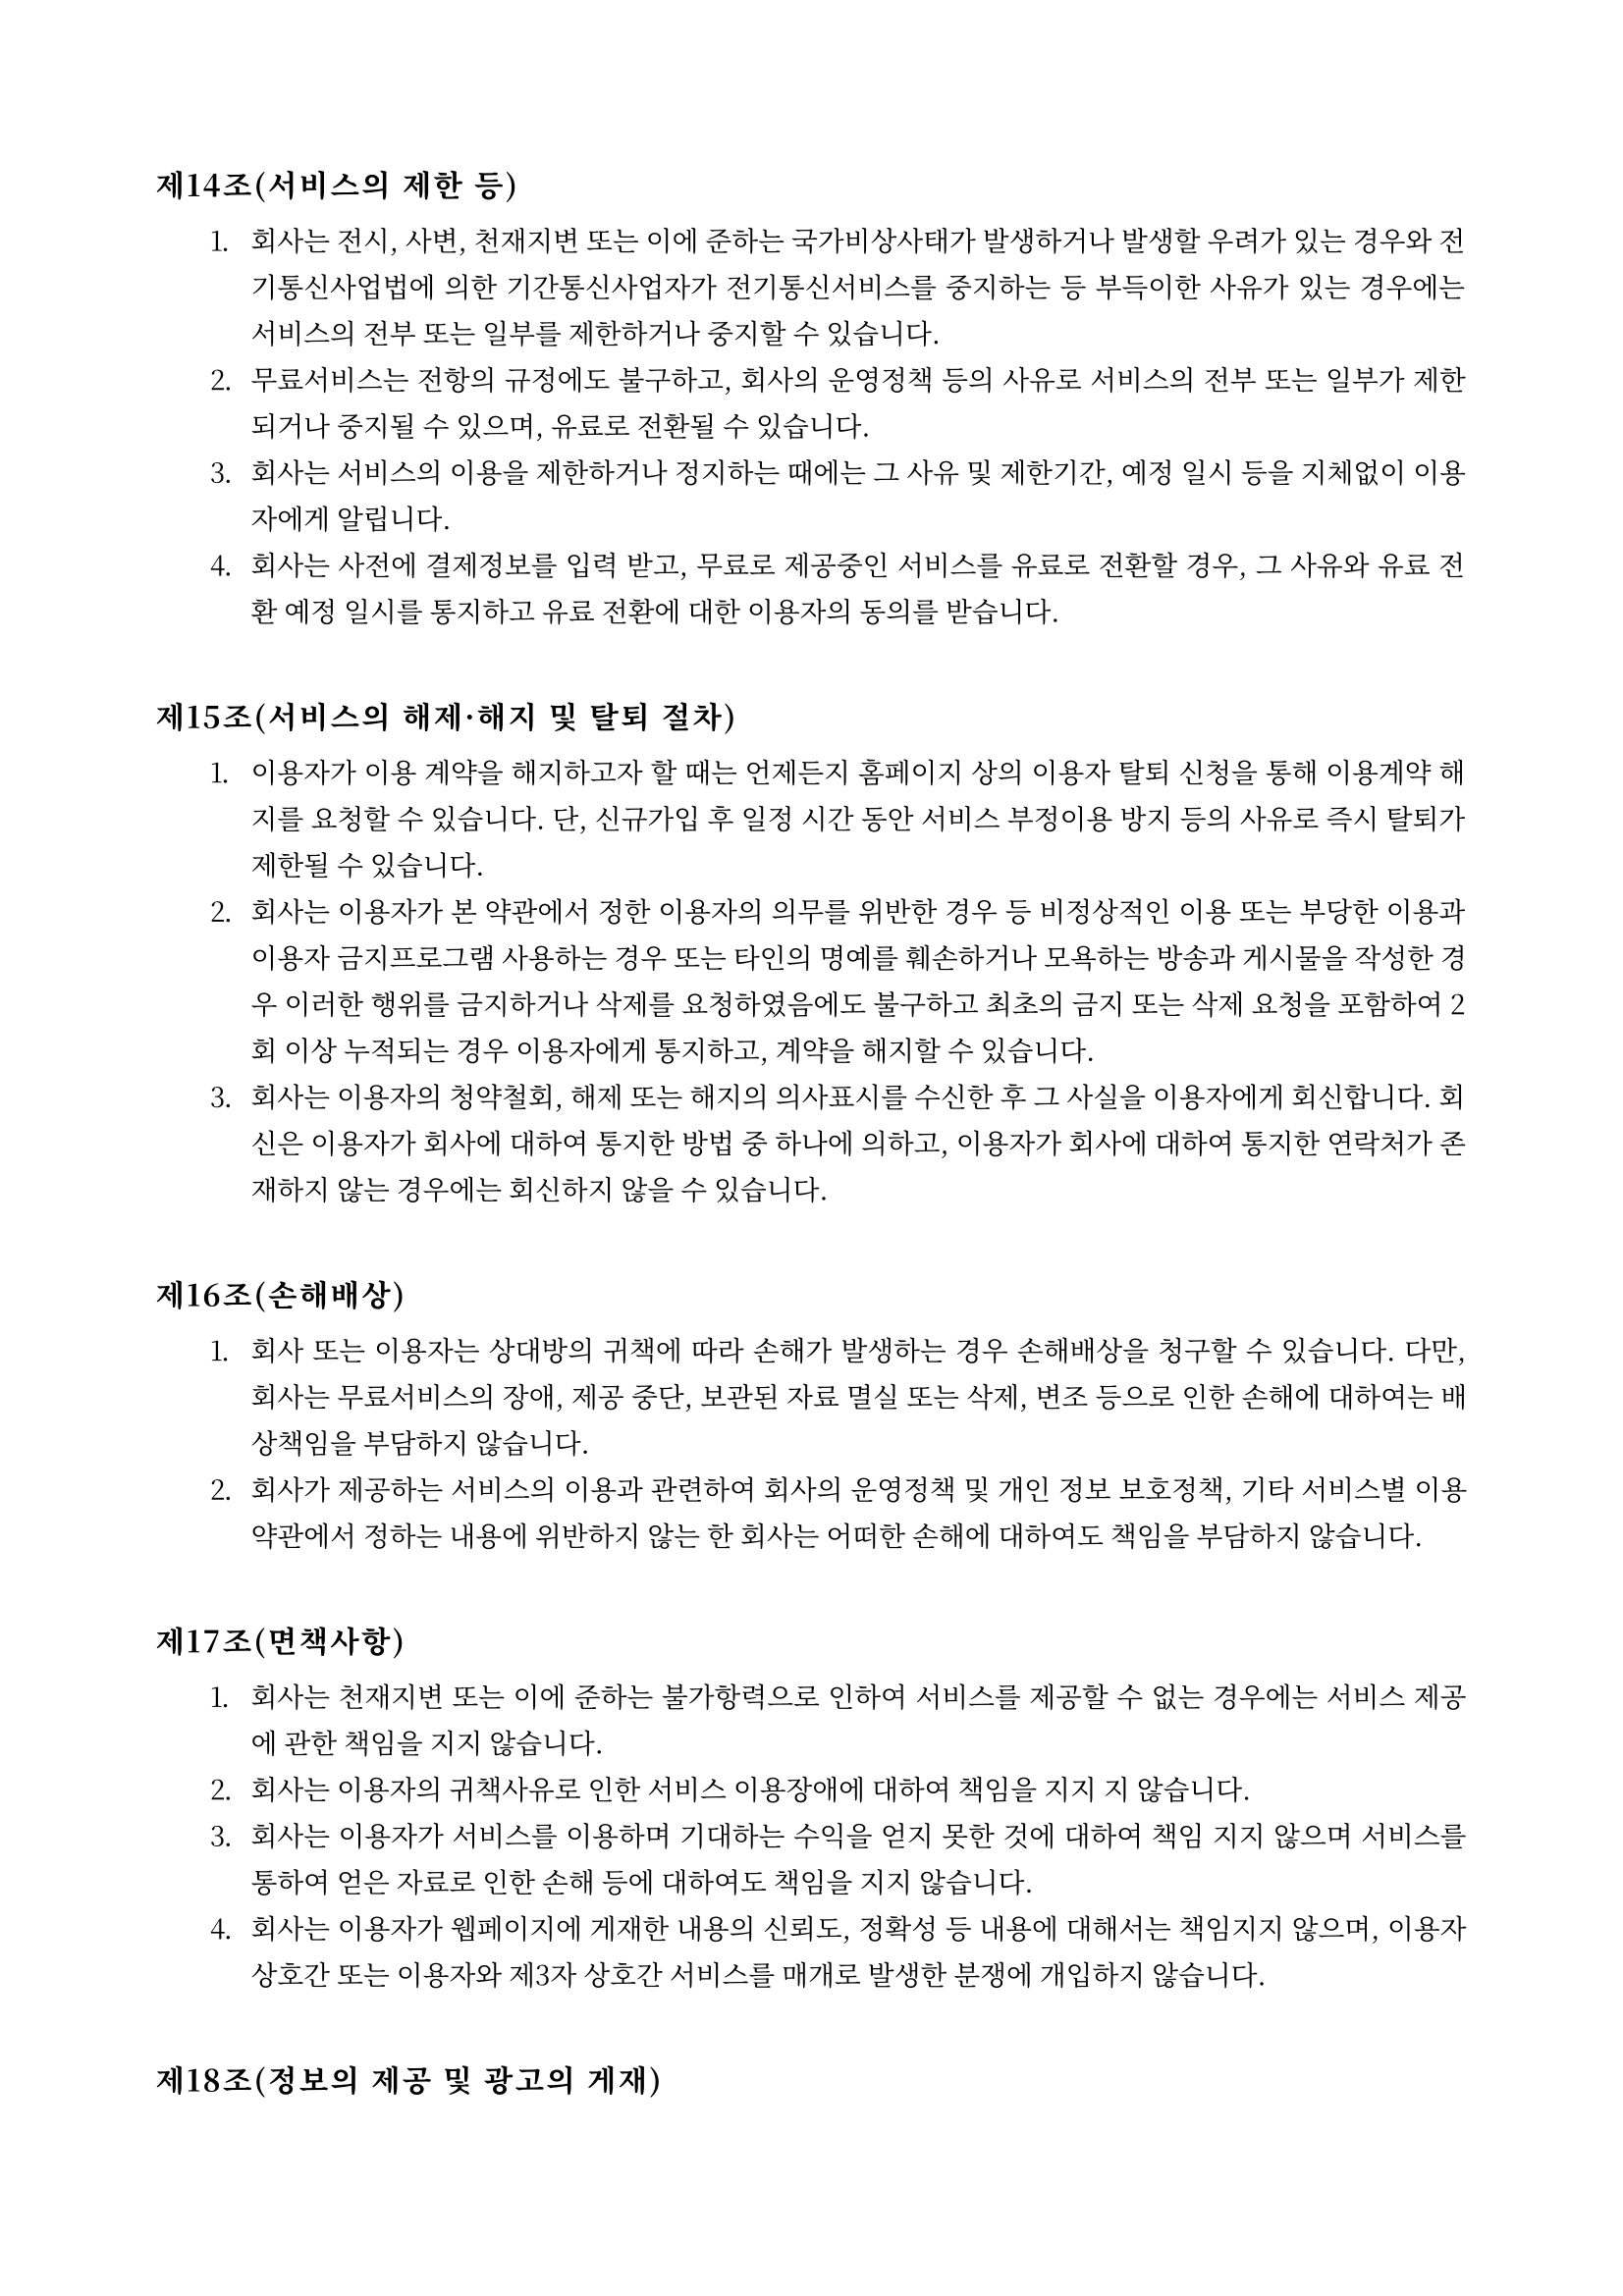 제14조(서비스의 제한 등)
1. 회사는 전시, 사변, 천재지변 또는 이에 준하는 국가비상사태가 발생하거나 발생할 우려가 있는 경우와 전
기통신사업법에 의한 기간통신사업자가 전기통신서비스를 중지하는 등 부득이한 사유가 있는 경우에는
서비스의 전부 또는 일부를 제한하거나 중지할 수 있습니다.
2. 무료서비스는 전항의 규정에도 불구하고, 회사의 운영정책 등의 사유로 서비스의 전부 또는 일부가 제한
되거나 중지될 수 있으며, 유료로 전환될 수 있습니다.
3. 회사는 서비스의 이용을 제한하거나 정지하는 때에는 그 사유 및 제한기간, 예정 일시 등을 지체없이 이용
자에게 알립니다.
4. 회사는 사전에 결제정보를 입력 받고, 무료로 제공중인 서비스를 유료로 전환할 경우, 그 사유와 유료 전
환 예정 일시를 통지하고 유료 전환에 대한 이용자의 동의를 받습니다.
제15조(서비스의 해제·해지 및 탈퇴 절차)
1. 이용자가 이용 계약을 해지하고자 할 때는 언제든지 홈페이지 상의 이용자 탈퇴 신청을 통해 이용계약 해
지를 요청할 수 있습니다. 단, 신규가입 후 일정 시간 동안 서비스 부정이용 방지 등의 사유로 즉시 탈퇴가
제한될 수 있습니다.
2. 회사는 이용자가 본 약관에서 정한 이용자의 의무를 위반한 경우 등 비정상적인 이용 또는 부당한 이용과
이용자 금지프로그램 사용하는 경우 또는 타인의 명예를 훼손하거나 모욕하는 방송과 게시물을 작성한 경
우 이러한 행위를 금지하거나 삭제를 요청하였음에도 불구하고 최초의 금지 또는 삭제 요청을 포함하여 2
회 이상 누적되는 경우 이용자에게 통지하고, 계약을 해지할 수 있습니다.
3. 회사는 이용자의 청약철회, 해제 또는 해지의 의사표시를 수신한 후 그 사실을 이용자에게 회신합니다. 회
신은 이용자가 회사에 대하여 통지한 방법 중 하나에 의하고, 이용자가 회사에 대하여 통지한 연락처가 존
재하지 않는 경우에는 회신하지 않을 수 있습니다.
제16조(손해배상)
1. 회사 또는 이용자는 상대방의 귀책에 따라 손해가 발생하는 경우 손해배상을 청구할 수 있습니다. 다만,
회사는 무료서비스의 장애, 제공 중단, 보관된 자료 멸실 또는 삭제, 변조 등으로 인한 손해에 대하여는 배
상책임을 부담하지 않습니다.
2. 회사가 제공하는 서비스의 이용과 관련하여 회사의 운영정책 및 개인 정보 보호정책, 기타 서비스별 이용
약관에서 정하는 내용에 위반하지 않는 한 회사는 어떠한 손해에 대하여도 책임을 부담하지 않습니다.
제17조(면책사항)
1. 회사는 천재지변 또는 이에 준하는 불가항력으로 인하여 서비스를 제공할 수 없는 경우에는 서비스 제공
에 관한 책임을 지지 않습니다.
2. 회사는 이용자의 귀책사유로 인한 서비스 이용장애에 대하여 책임을 지지 지 않습니다.
3. 회사는 이용자가 서비스를 이용하며 기대하는 수익을 얻지 못한 것에 대하여 책임 지지 않으며 서비스를
통하여 얻은 자료로 인한 손해 등에 대하여도 책임을 지지 않습니다.
4. 회사는 이용자가 웹페이지에 게재한 내용의 신뢰도, 정확성 등 내용에 대해서는 책임지지 않으며, 이용자
상호간 또는 이용자와 제3자 상호간 서비스를 매개로 발생한 분쟁에 개입하지 않습니다.
제18조(정보의 제공 및 광고의 게재)